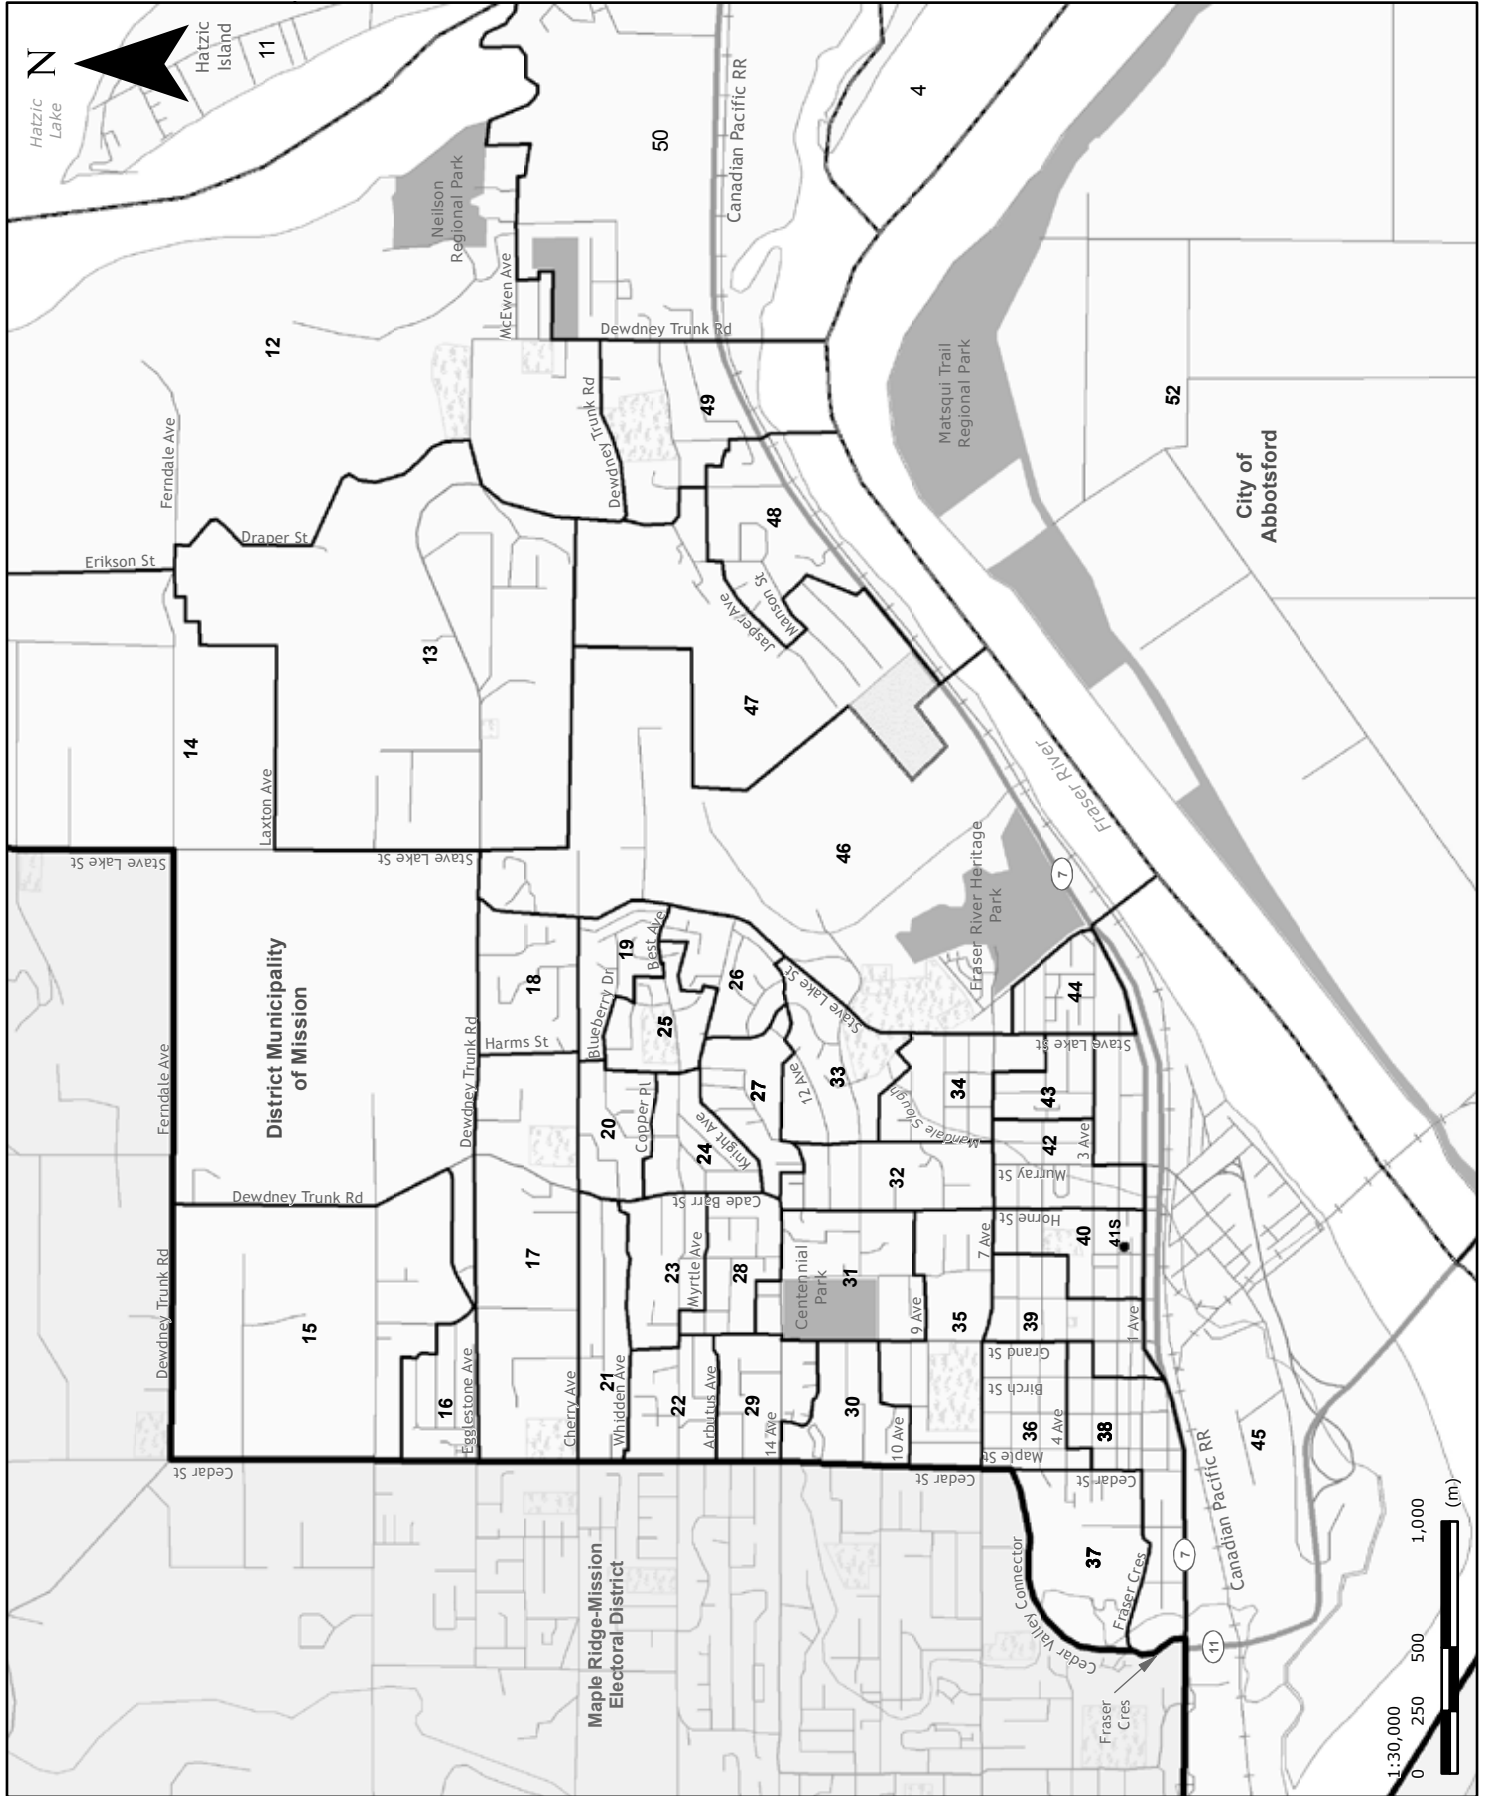 N
Hatzic
Lake
Hatzic
Island
11
Neilson
Regional Park
50
Canadian Pacific RR
4
McEwen Ave
Dewdney Trunk Rd
12
Matsqui Trail
Regional Park
52
City of
Abbotsford
Ferndale Ave
Dewdney Trunk Rd
49
Erikson St
Draper St
48
Manson St
Jasper Ave
13
47
14
Laxton Ave
Stave Lake St
Stave Lake St
46
Fraser River
7
Fraser River Heritage
Park
District Municipality
of Mission
Ferndale Ave
Dewdney Trunk Rd
18
Harms St
19
Best Ave
Blueberry Dr
25
26
Stave Lake St
44
Stave Lake St
20
Copper Pl
24
Knight Ave
27
12 Ave
33
Mandale Slough
34
43
42
3 Ave
Murray St
32
Dewdney Trunk Rd
Cade Barr St
Horne St
7 Ave
40
41S
Dewdney Trunk Rd
17
23
Myrtle Ave
28
Centennial
Park
31
9 Ave
35
39
1 Ave
Grand St
Birch St
15
16
Egglestone Ave
Cherry Ave
21
Whidden Ave
22
Arbutus Ave
29
14 Ave
30
10 Ave
36
4 Ave
38
Maple St
45
Cedar St
Cedar St
Cedar St
Canadian Pacific RR
Maple Ridge-Mission
Electoral District
Cedar Valley Connector
37
Fraser Cres
7
11
Fraser
Cres
1:30,000
0
250
500
1,000
(m)